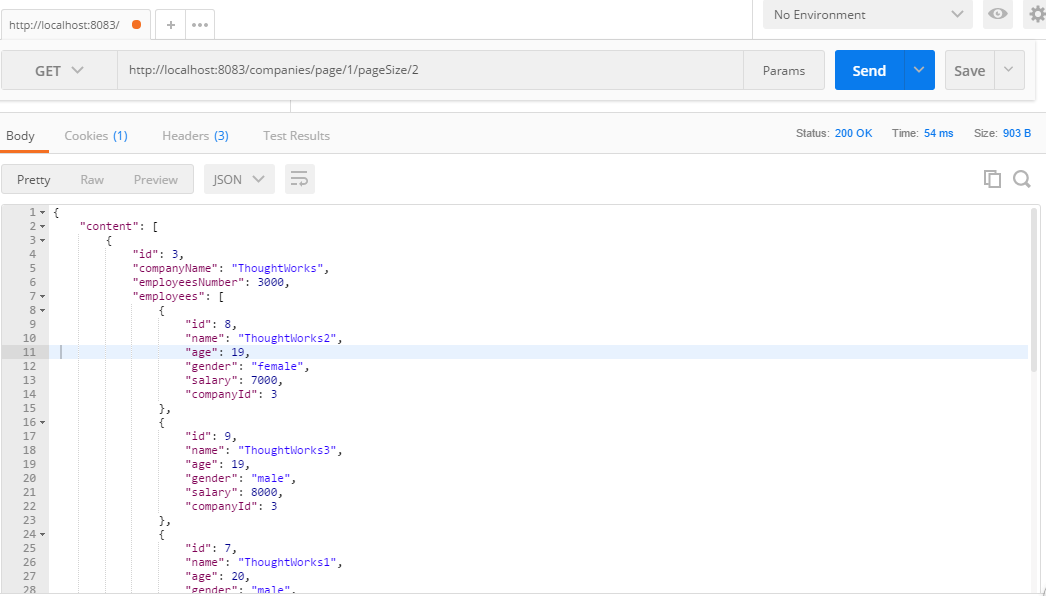 http://localhost:8083/ + ••• No Environment
GET http://localhost:8083/companies/page/1/pageSize/2 Params Send Save
Body Cookies (1) Headers (3) Test Results Status: 200 OK Time: 54 ms Size: 903 B
Pretty Raw Preview JSON
1 {
2 "content": [
3 {
4 "id": 3,
5 "companyName": "ThoughtWorks",
6 "employeesNumber": 3000,
7 "employees": [
8 {
9 "id": 8,
10 "name": "ThoughtWorks2",
11 "age": 19,
12 "gender": "female",
13 "salary": 7000,
14 "companyId": 3
15 },
16 {
17 "id": 9,
18 "name": "ThoughtWorks3",
19 "age": 19,
20 "gender": "male",
21 "salary": 8000,
22 "companyId": 3
23 },
24 {
25 "id": 7,
26 "name": "ThoughtWorks1",
27 "age": 20,
28 "gender": "male",